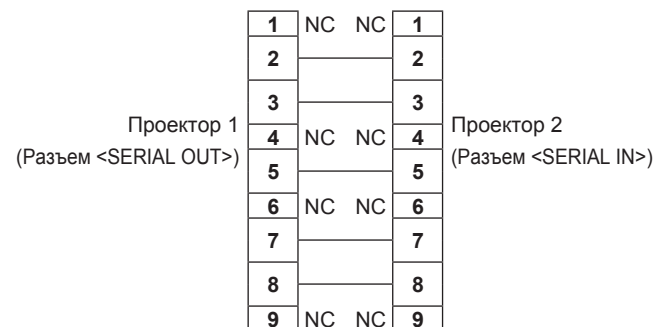 1 NC NC 1
2 2
3 3
Проектор 1
(Разъем <SERIAL OUT>)
4 NC NC 4
Проектор 2
(Разъем <SERIAL IN>)
5 5
6 NC NC 6
7 7
8 8
9 NC NC 9